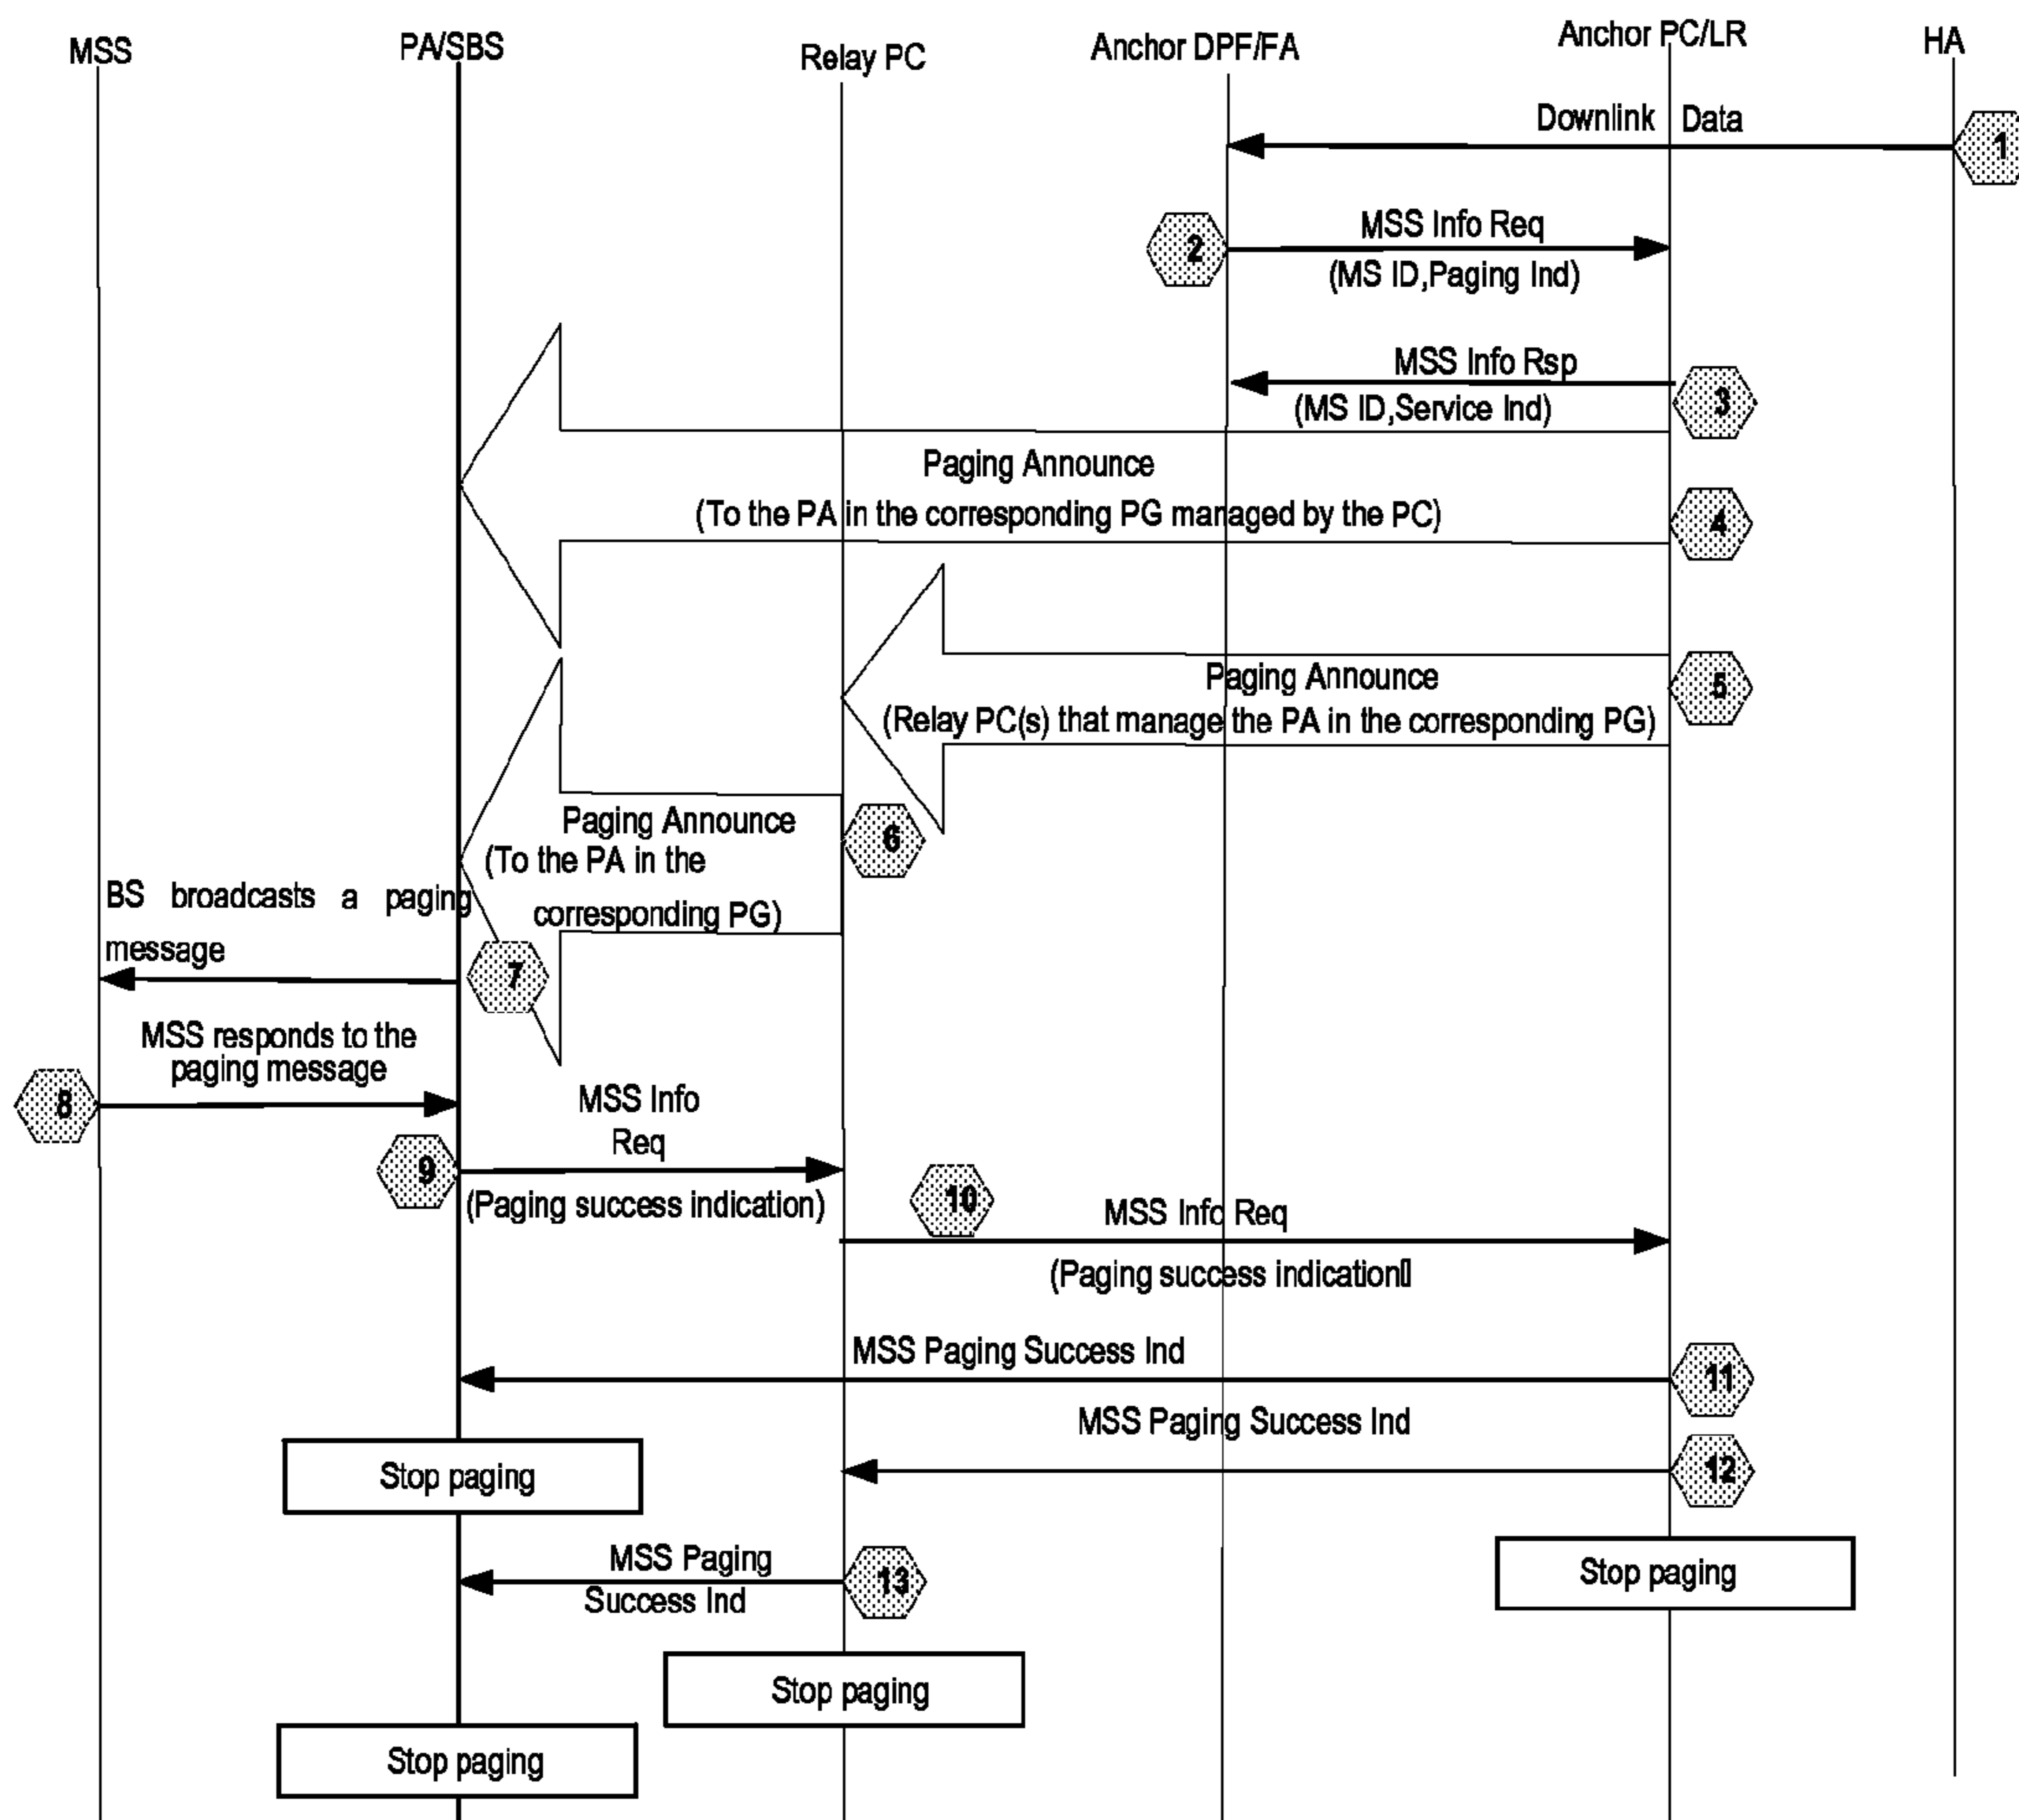 MSS
PA/SBS
Relay PC
Anchor DPF/FA
Anchor PC/LR
HA
Downlink Data
1
MSS Info Req
2
(MS ID,Paging Ind)
MSS Info Rsp
3
(MS ID,Service Ind)
Paging Announce
(To the PA in the corresponding PG managed by the PC)
4
Paging Announce
5
(Relay PC(s) that manage the PA in the corresponding PG)
Paging Announce
6
(To the PA in the
corresponding PG)
BS broadcasts a paging
message
7
MSS responds to the
paging message
8
MSS Info
Req
9
(Paging success indication)
10
MSS Info Req
(Paging success indication
MSS Paging Success Ind
11
MSS Paging Success Ind
12
Stop paging
MSS Paging
Success Ind
13
Stop paging
Stop paging
Stop paging